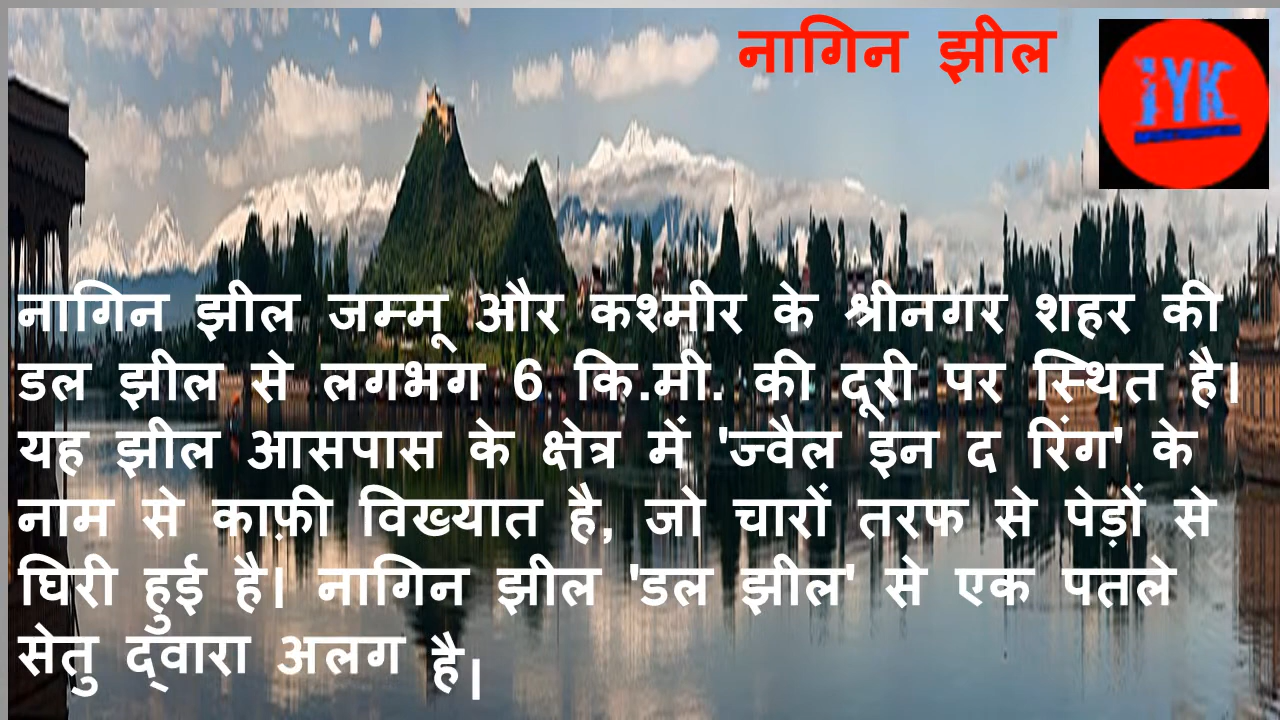 नागिन झील
IYK
नागिन झील जम्मू और कश्मीर के श्रीनगर शहर की
डल झील से लगभग 6 कि.मी. की दूरी पर स्थित है।
यह झील आसपास के क्षेत्र में 'ज्वैल इन द रिंग' के
नाम से काफ़ी विख्यात है, जो चारों तरफ से पेड़ों से
घिरी हुई है। नागिन झील 'डल झील' से एक पतले
सेतु द्वारा अलग है।